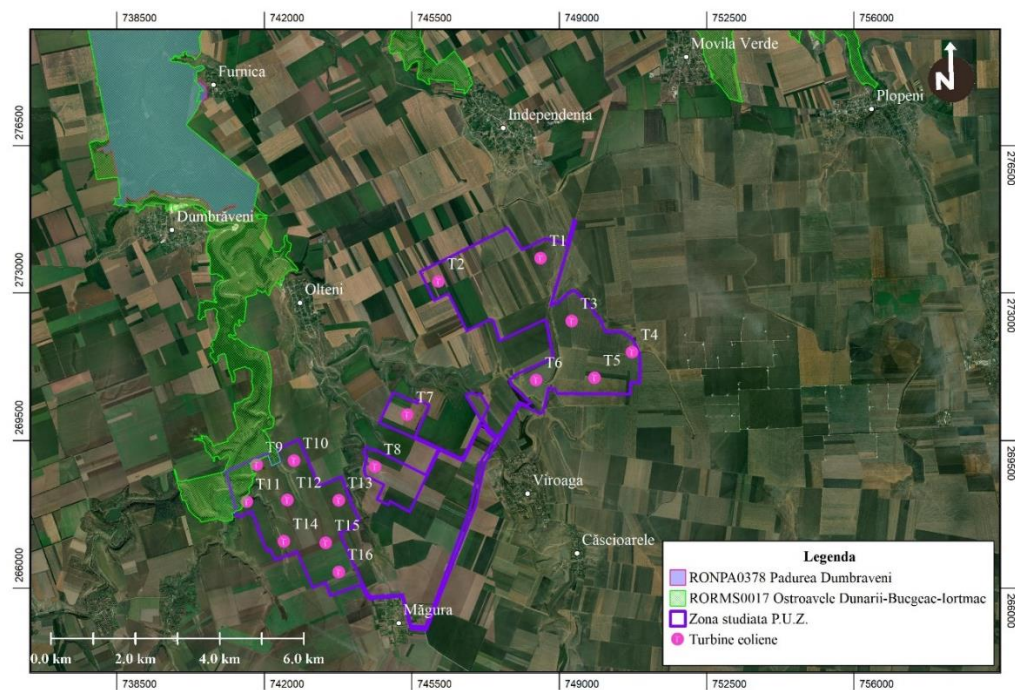 738500 742000 745500 749000 752500 756000
Movila Verde
Furnica
N
Plopeni
Independența
276500 276500
Dumbrăveni
T1
T2
273000 273000
Olteni
T3
T4
T6 T5
T7
269500 269500
T9 T10 T8
T11 T12 T13
Viroaga
T14 T15
Căscioarele
T16
266000 266000
Măgura
Legenda
RONPA0378 Padurea Dumbraveni
RORMS0017 Ostroavele Dunarii-Bucgeac-Iortmac
Zona studiata P.U.Z.
T Turbine eoliene
0.0 km 2.0 km 4.0 km 6.0 km
738500 742000 745500 749000 752500 756000